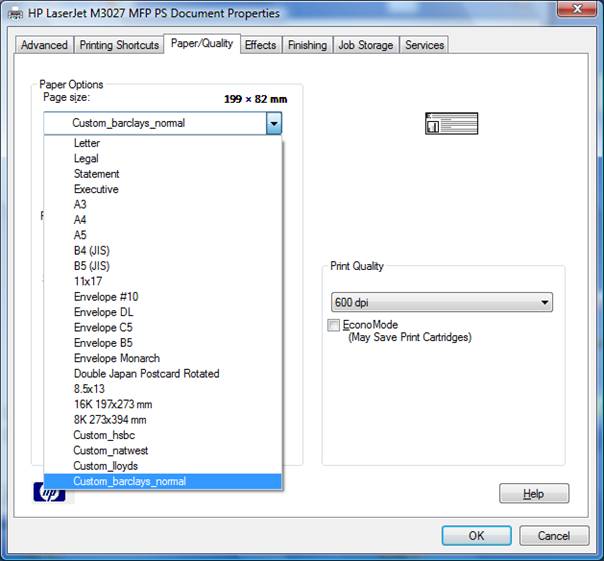 HP LaserJet M3027 MFP PS Document Properties
Advanced Printing Shortcuts Paper/Quality Effects Finishing Job Storage Services
Paper Options
Page size: 199 × 82 mm
Custom_barclays_normal
Letter
Legal
Statement
Executive
A3
A4
A5
B4 (JIS)
B5 (JIS)
11x17
Envelope #10
Envelope DL
Envelope C5
Envelope B5
Envelope Monarch
Double Japan Postcard Rotated
8.5x13
16K 197x273 mm
8K 273x394 mm
Custom_hsbc
Custom_natwest
Custom_lloyds
Custom_barclays_normal
Print Quality
600 dpi
EconoMode
(May Save Print Cartridges)
hp
Help
OK Cancel